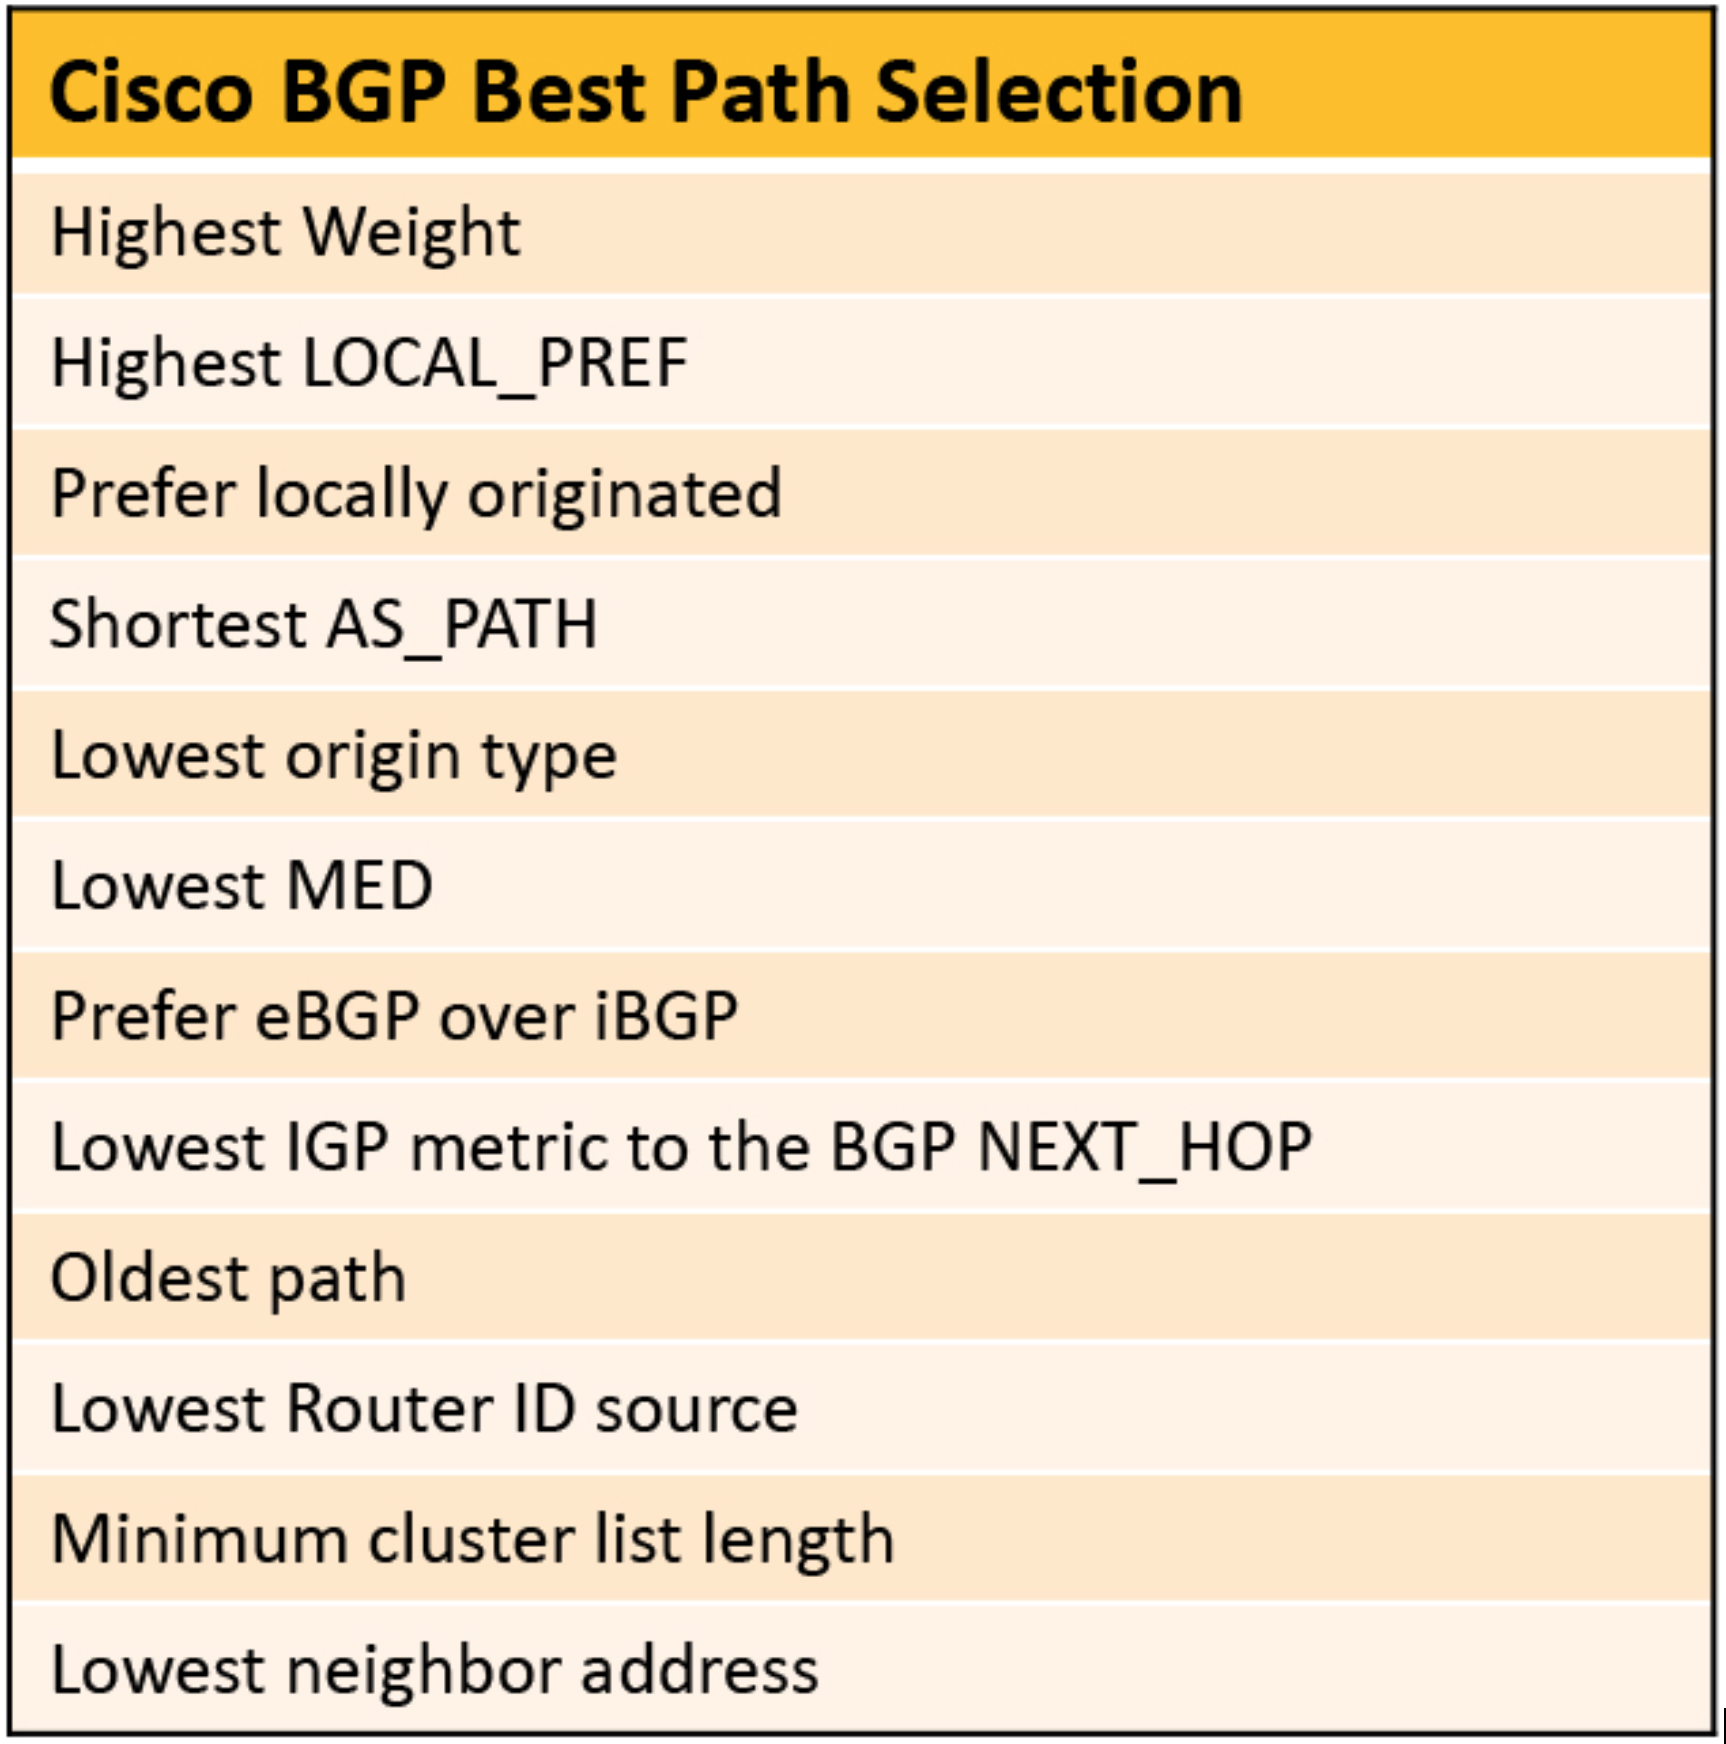 Cisco BGP Best Path Selection
Highest Weight
Highest LOCAL_PREF
Prefer locally originated
Shortest AS_PATH
Lowest origin type
Lowest MED
Prefer eBGP over iBGP
Lowest IGP metric to the BGP NEXT_HOP
Oldest path
Lowest Router ID source
Minimum cluster list length
Lowest neighbor address